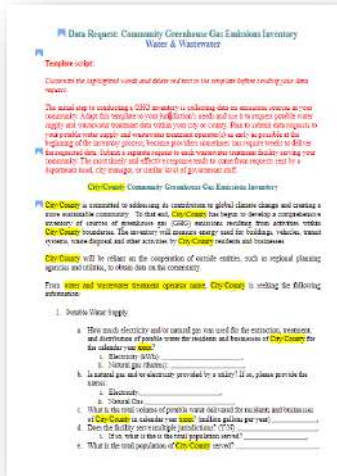 Data Request: Community Greenhouse Gas Emissions Inventory
Water & Wastewater
Template script:
Customize the highlighted words and delete red text in the template before sending your data
request.
The initial step to conducting a GHG inventory is collecting data on emission sources in your
community. Adapt this template to your jurisdiction's needs and use it to request potable water
supply and wastewater treatment data within your city or county. Plan to submit data requests to
your potable water supply and wastewater treatment operator(s) as early as possible at the
beginning of the inventory process, because providers sometimes can require weeks to deliver
the requested data. Submit a separate request to each wastewater treatment facility serving your
community. The most timely and effective response tends to come from requests sent by a
department head, city manager, or similar level of government staff.
City/County Community Greenhouse Gas Emissions Inventory
City/County is committed to addressing its contribution to global climate change and creating a
more sustainable community. To that end, City/County has begun to develop a comprehensive
inventory of sources of greenhouse gas (GHG) emissions resulting from activities within
City/County boundaries. The inventory will measure energy used for buildings, vehicles, transit
systems, waste disposal and other activities by City/County residents and businesses.
City/County will be reliant on the cooperation of outside entities, such as regional planning
agencies and utilities, to obtain data on the community.
From water and wastewater treatment operator name, City/County is seeking the following
information:
1. Potable Water Supply
a. How much electricity and/or natural gas was used for the extraction, treatment,
and distribution of potable water for residents and businesses of City/County for
the calendar year xxxx?
i. Electricity (kWh):
ii. Natural gas (therms):
b. Is natural gas and/or electricity provided by a utility? If so, please provide the
names:
i. Electricity
ii. Natural Gas
c. What is the total volume of potable water delivered for residents and businesses
of City/County in calendar year xxxx? (million gallons per year)
d. Does the facility serve multiple jurisdictions? (Y/N)
i. If so, what is the is the total population served?
e. What is the total population of City/County served?